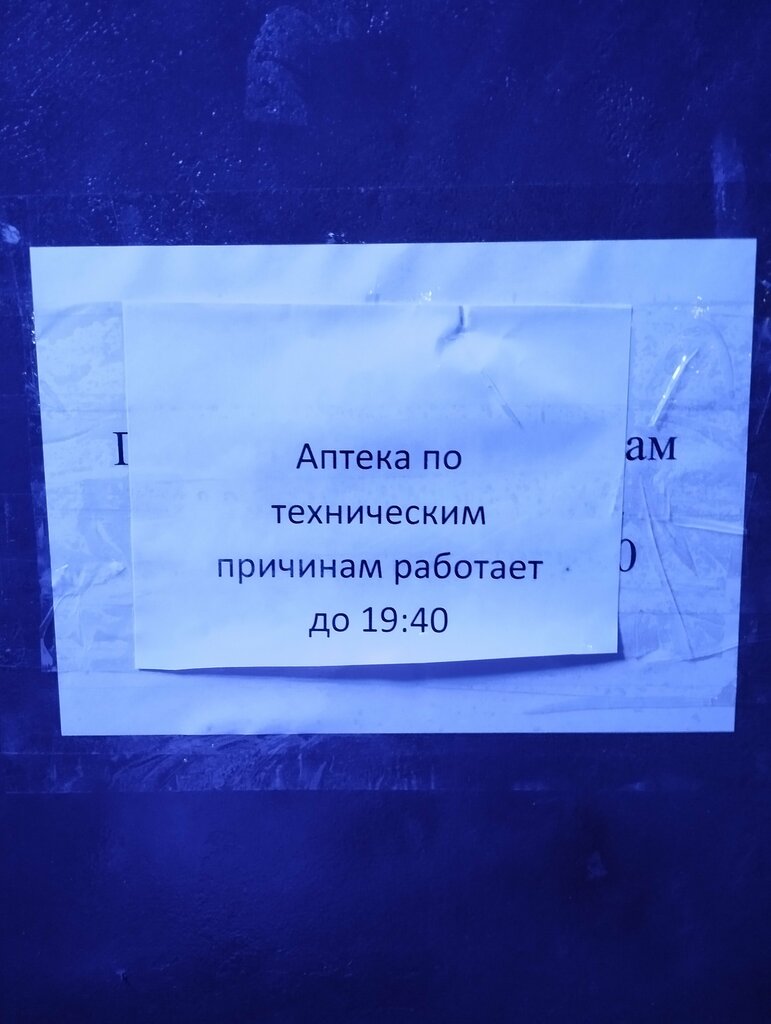 Аптека по
техническим
причинам работает
до 19:40